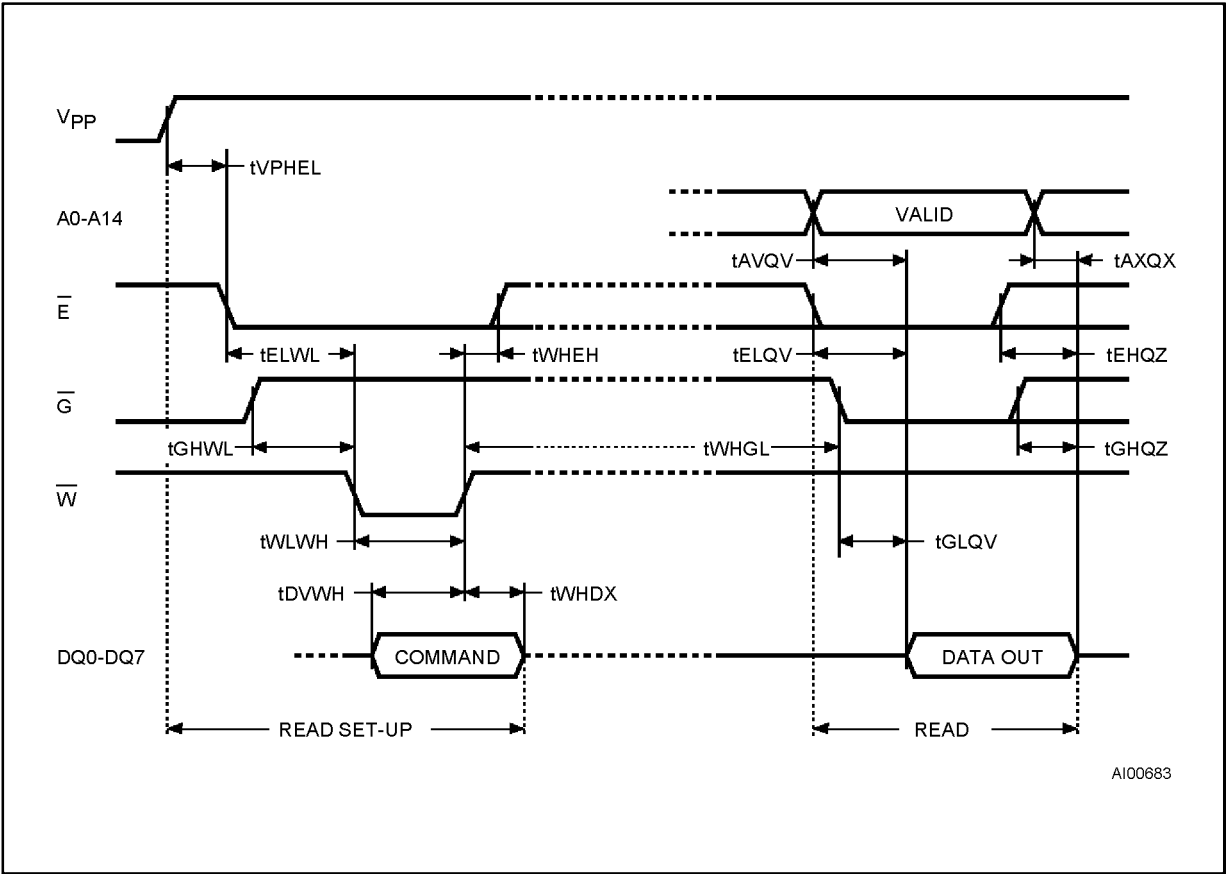 VPP
tVPHEL
A0-A14
VALID
tAVQV
tAXQX
E
tELWL
tWHEH
tELQV
tEHQZ
G
tGHWL
tWHGL
tGHQZ
W
tWLWH
tGLQV
tDVWH
tWHDX
DQ0-DQ7
COMMAND
DATA OUT
READ SET-UP
READ
AI00683